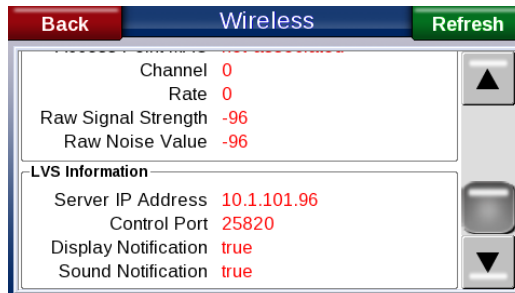 Back
Wireless
Refresh
Channel 0
Rate 0
Raw Signal Strength -96
Raw Noise Value -96
LVS Information
Server IP Address 10.1.101.96
Control Port 25820
Display Notification true
Sound Notification true